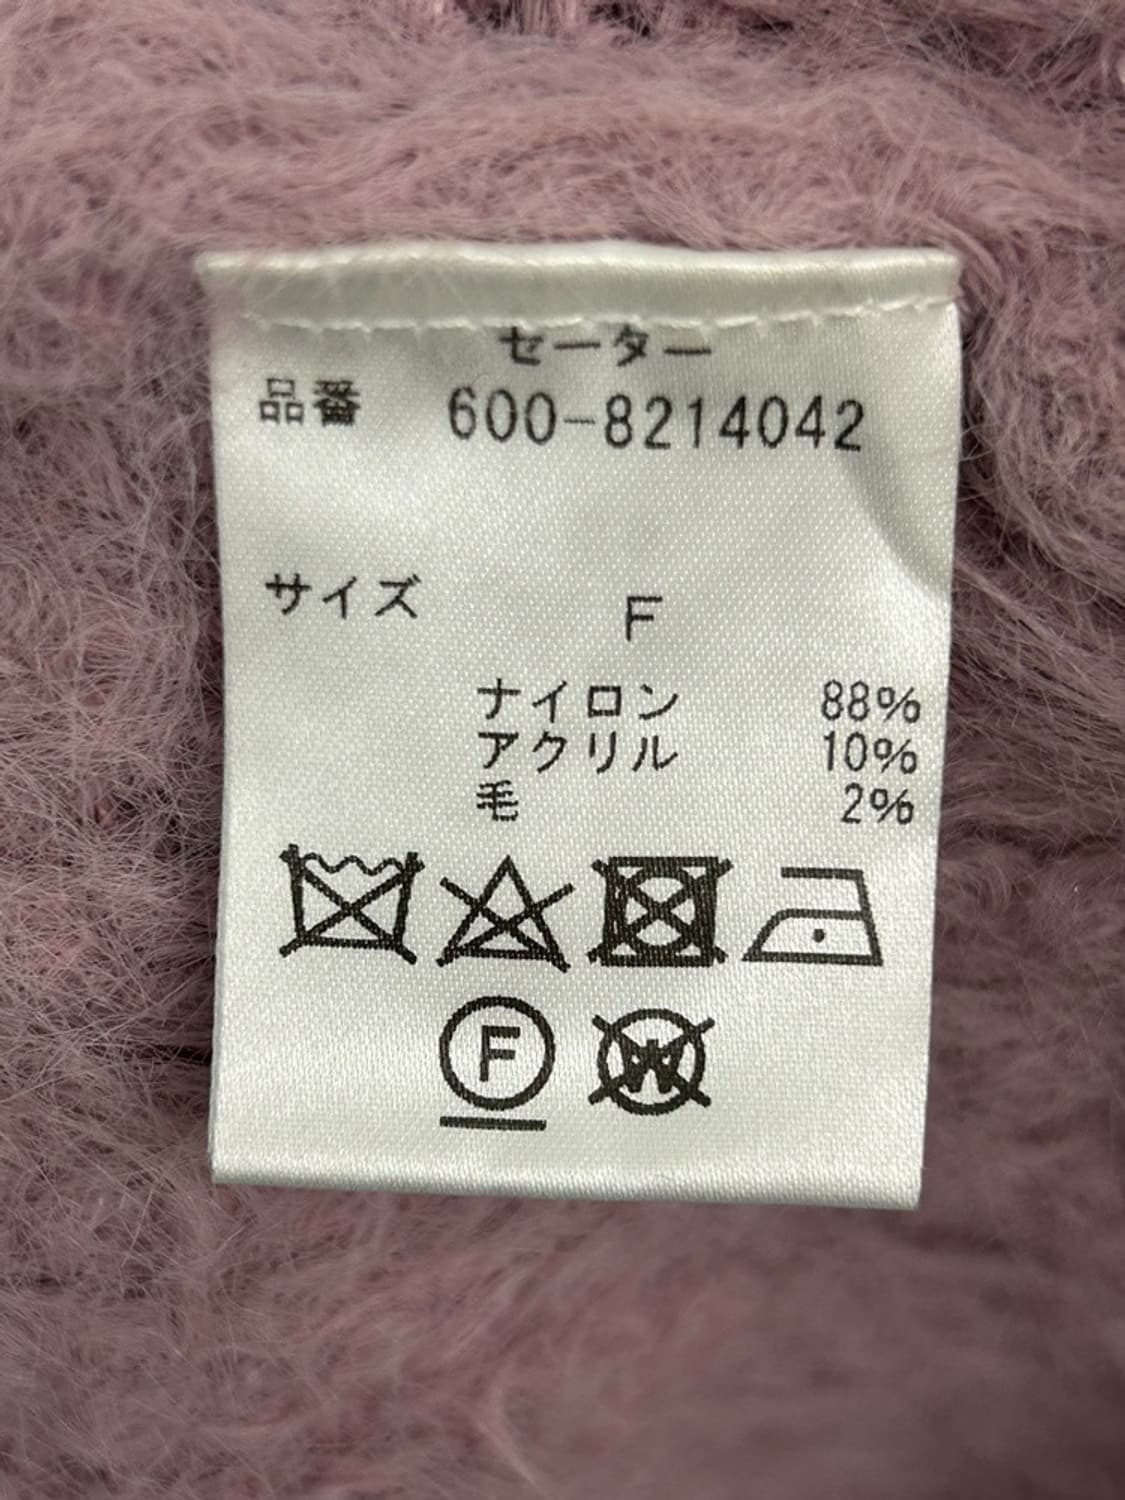 セーター
品番 600-8214042
サイズ F
ナイロン 88%
アクリル 10%
毛 2%
F W